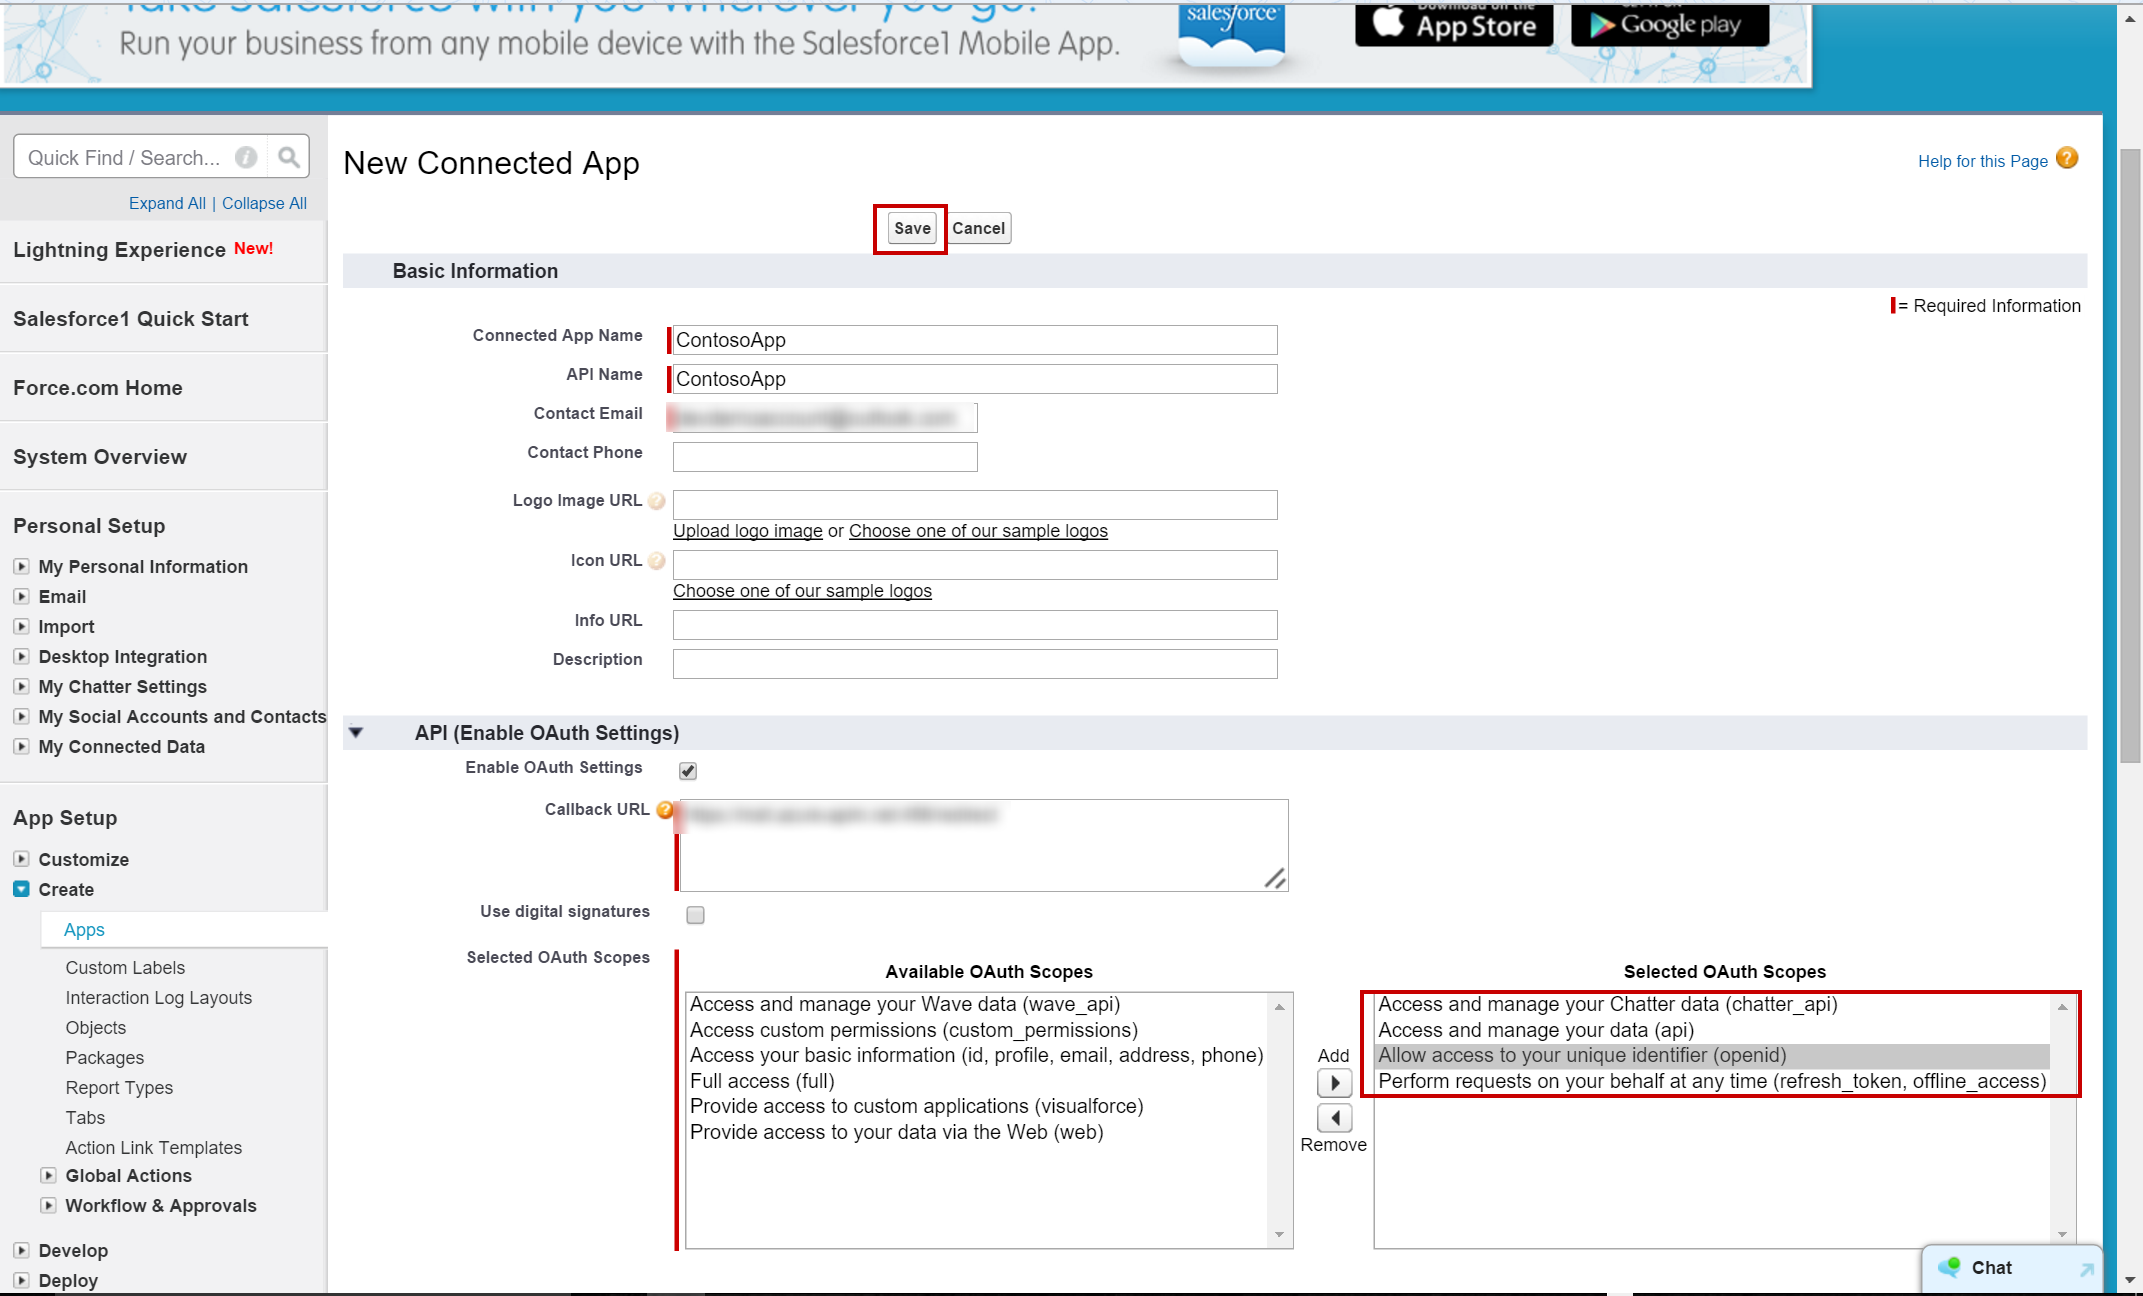 Take Salesforce with you wherever you go.
Run your business from any mobile device with the Salesforce1 Mobile App.
salesforce
Download on the
App Store
Google play
Quick Find / Search...
Expand All | Collapse All
Lightning Experience New!
Salesforce1 Quick Start
Force.com Home
System Overview
Personal Setup
My Personal Information
Email
Import
Desktop Integration
My Chatter Settings
My Social Accounts and Contacts
My Connected Data
App Setup
Customize
Create
Apps
Custom Labels
Interaction Log Layouts
Objects
Packages
Report Types
Tabs
Action Link Templates
Global Actions
Workflow & Approvals
Develop
Deploy
New Connected App
Help for this Page ?
Save Cancel
Basic Information
= Required Information
Connected App Name ContosoApp
API Name ContosoApp
Contact Email
Contact Phone
Logo Image URL ?
Upload logo image or Choose one of our sample logos
Icon URL ?
Choose one of our sample logos
Info URL
Description
API (Enable OAuth Settings)
Enable OAuth Settings
Callback URL ?
Use digital signatures
Selected OAuth Scopes
Available OAuth Scopes
Access and manage your Wave data (wave_api)
Access custom permissions (custom_permissions)
Access your basic information (id, profile, email, address, phone)
Full access (full)
Provide access to custom applications (visualforce)
Provide access to your data via the Web (web)
Add
Remove
Selected OAuth Scopes
Access and manage your Chatter data (chatter_api)
Access and manage your data (api)
Allow access to your unique identifier (openid)
Perform requests on your behalf at any time (refresh_token, offline_access)
Chat